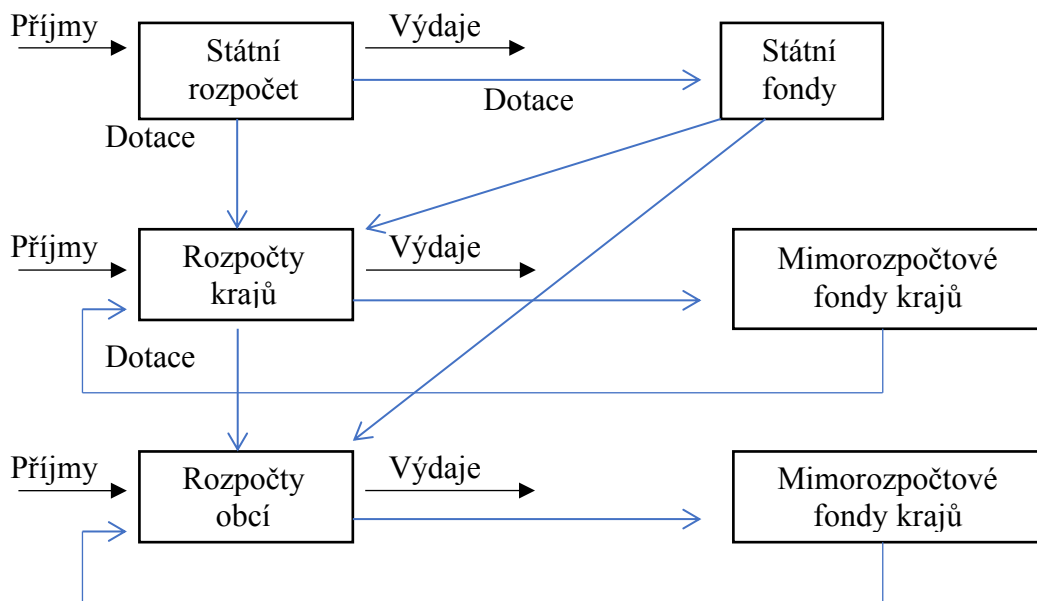 Příjmy
Státní
rozpočet
Výdaje
Dotace
Státní
fondy
Dotace
Příjmy
Rozpočty
krajů
Výdaje
Mimorozpočtové
fondy krajů
Dotace
Příjmy
Rozpočty
obcí
Výdaje
Mimorozpočtové
fondy krajů